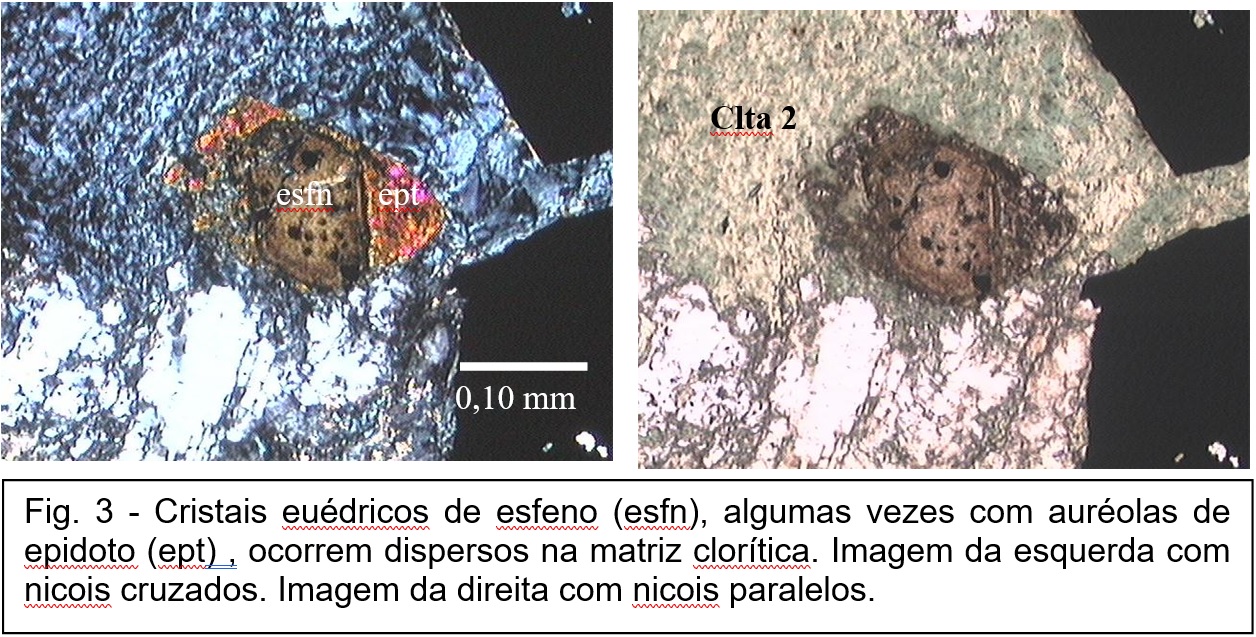 Clta 2
esfn
ept
0,10 mm
Fig. 3 - Cristais euédricos de esfeno (esfn), algumas vezes com auréolas de
epidoto (ept) , ocorrem dispersos na matriz clorítica. Imagem da esquerda com
nicois cruzados. Imagem da direita com nicois paralelos.